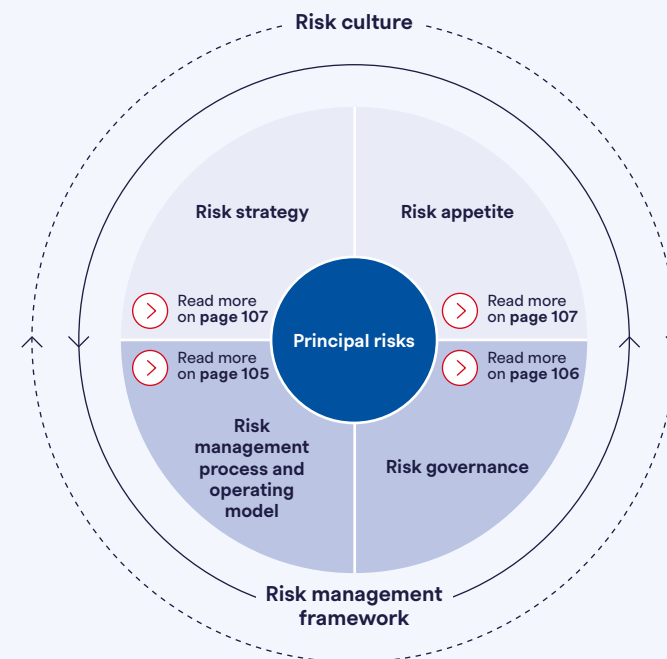 Risk culture
Risk strategy
Risk appetite
Read more
on page 107
Read more
on page 107
Principal risks
Read more
on page 105
Read more
on page 106
Risk
management
process and
operating
model
Risk governance
Risk management
framework